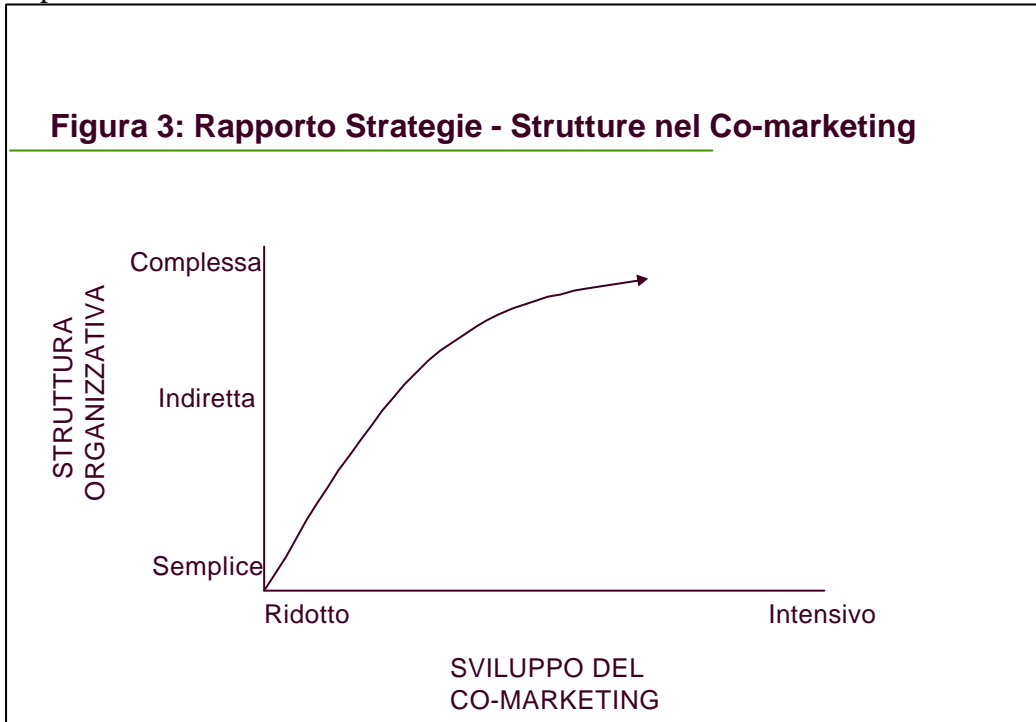 Figura 3: Rapporto Strategie - Strutture nel Co-marketing
Complessa
STRUTTURA
ORGANIZZATIVA
Indiretta
Semplice
Ridotto
Intensivo
SVILUPPO DEL
CO-MARKETING